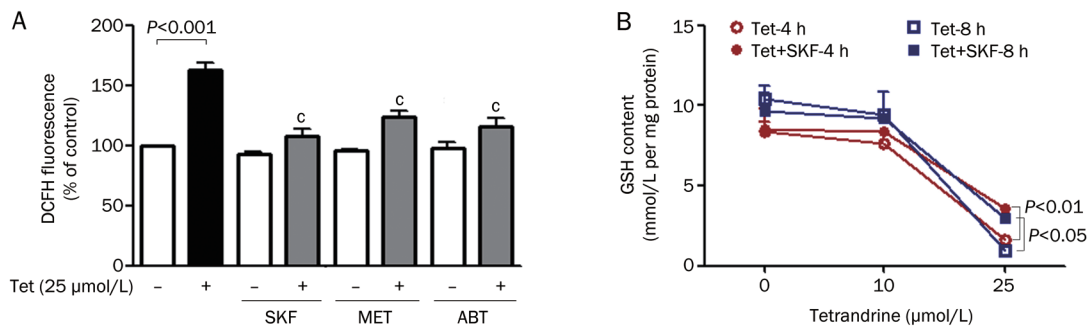 A
P<0.001
DCFH fluorescence
(% of control)
200
150
100
50
0
c
c
c
Tet (25 μmol/L)
– + – + – + – +
SKF MET ABT
B
Tet-4 h Tet-8 h
Tet+SKF-4 h Tet+SKF-8 h
GSH content
(mmol/L per mg protein)
15
10
5
0
P<0.01
P<0.05
0 10 25
Tetrandrine (μmol/L)